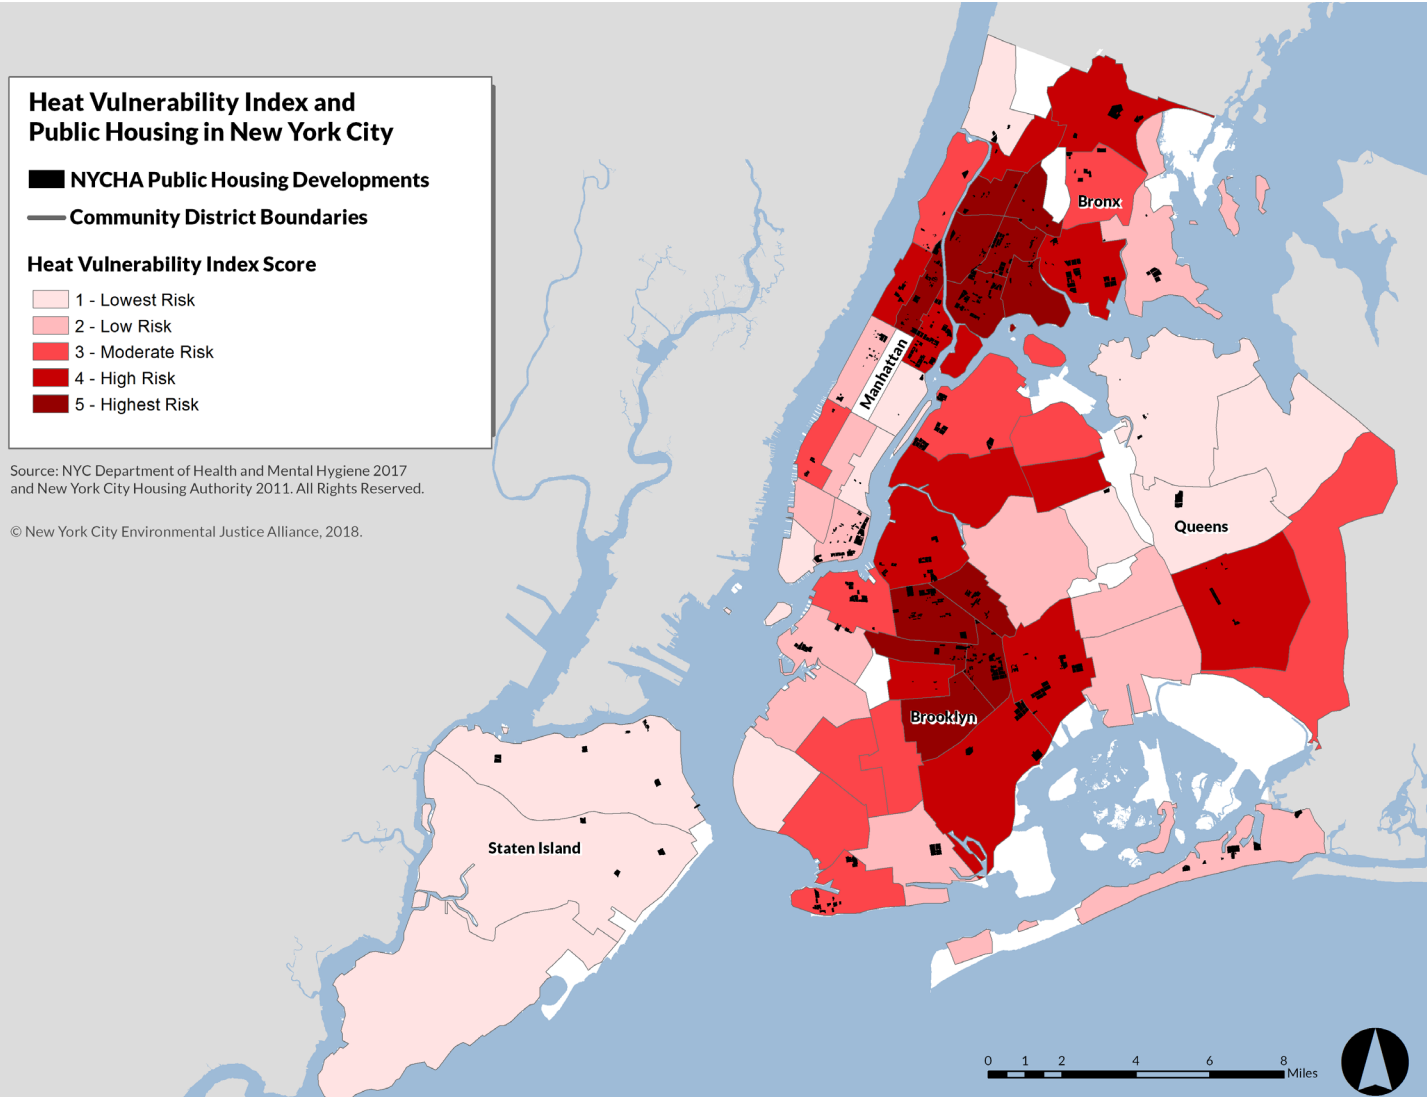 Heat Vulnerability Index and
Public Housing in New York City
NYCHA Public Housing Developments
Community District Boundaries
Heat Vulnerability Index Score
1 - Lowest Risk
2 - Low Risk
3 - Moderate Risk
4 - High Risk
5 - Highest Risk
Source: NYC Department of Health and Mental Hygiene 2017
and New York City Housing Authority 2011. All Rights Reserved.
© New York City Environmental Justice Alliance, 2018.
Bronx
Manhattan
Queens
Brooklyn
Staten Island
0 1 2 4 6 8
Miles